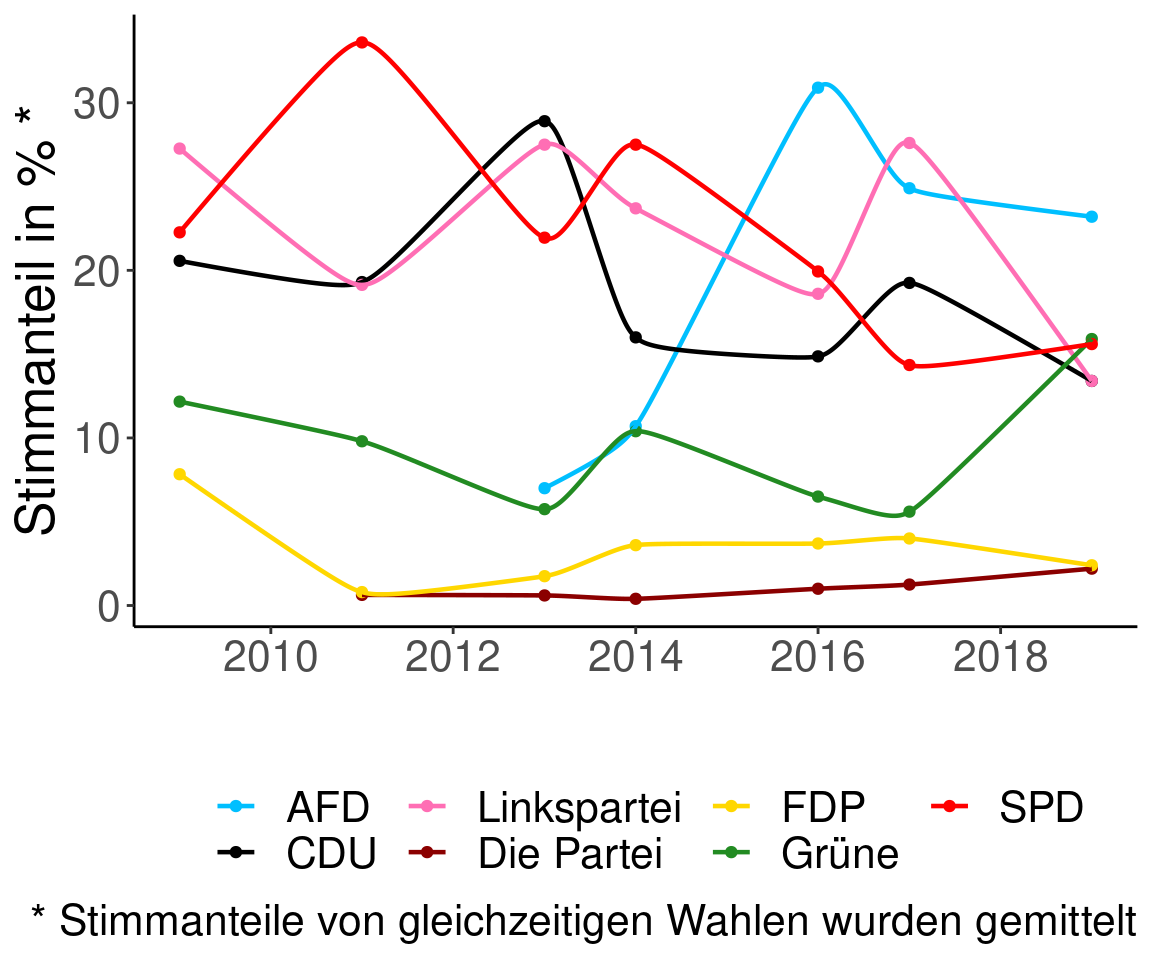 Stimmanteil in % *
30
20
10
0
2010 2012 2014 2016 2018
AFD Linkspartei FDP SPD
CDU Die Partei Grüne
* Stimmanteile von gleichzeitigen Wahlen wurden gemittelt